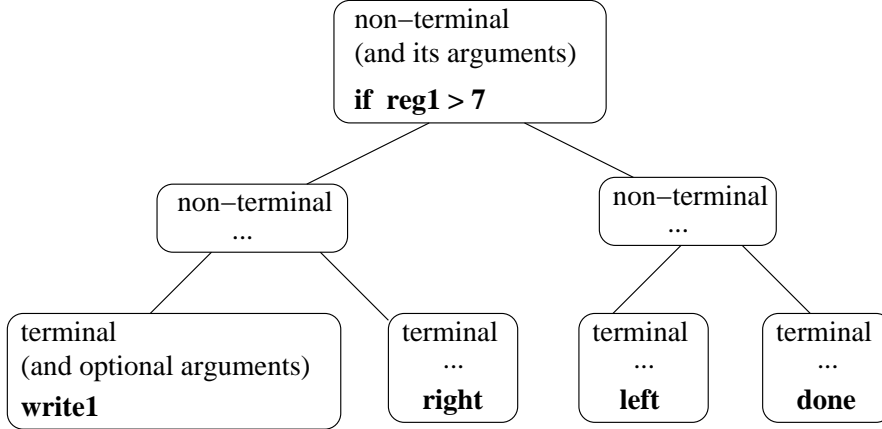 non−terminal
(and its arguments)
if reg1 > 7
non−terminal
...
non−terminal
...
terminal
(and optional arguments)
write1
terminal
...
right
terminal
...
left
terminal
...
done